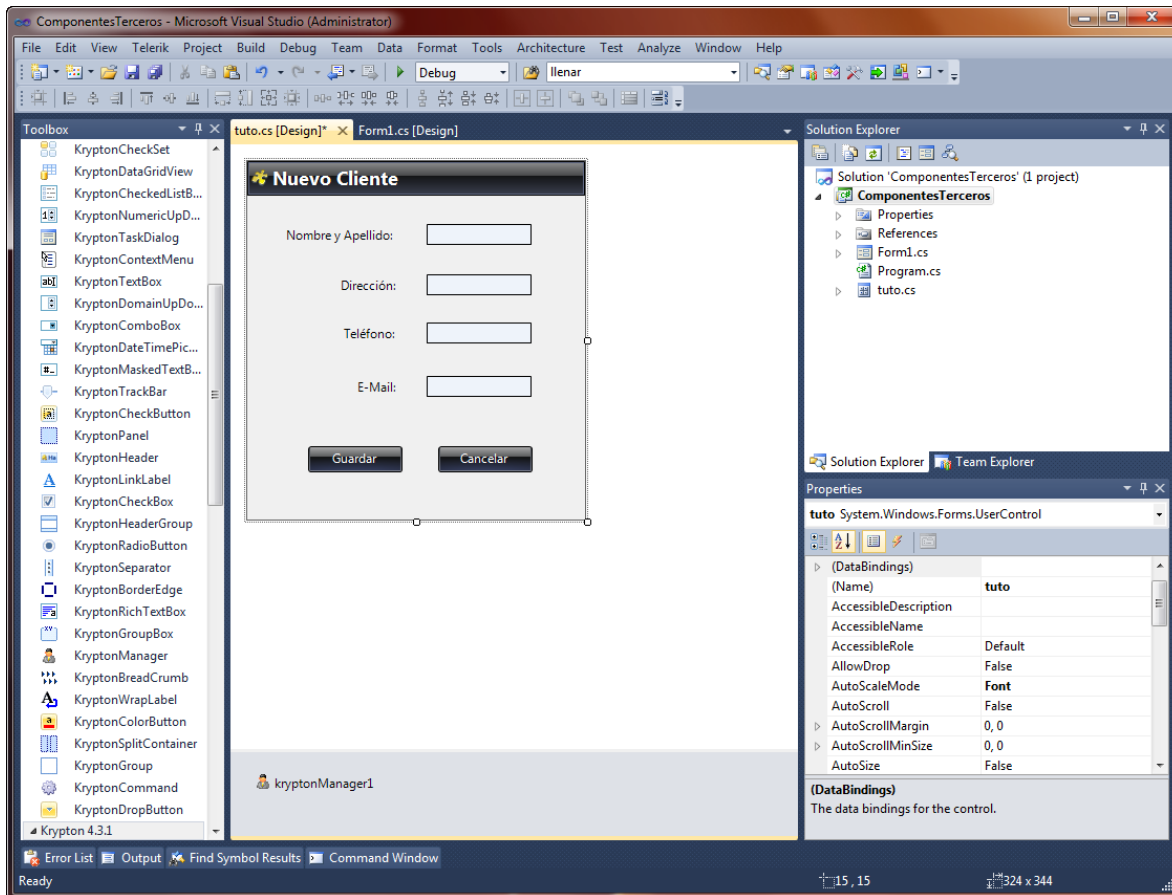 ComponentesTerceros - Microsoft Visual Studio (Administrator)
File Edit View Telerik Project Build Debug Team Data Format Tools Architecture Test Analyze Window Help
Debug
llenar
Toolbox
KryptonCheckSet
KryptonDataGridView
KryptonCheckedListB...
KryptonNumericUpD...
KryptonTaskDialog
KryptonContextMenu
KryptonTextBox
KryptonDomainUpDo...
KryptonComboBox
KryptonDateTimePic...
KryptonMaskedTextB...
KryptonTrackBar
KryptonCheckButton
KryptonPanel
KryptonHeader
KryptonLinkLabel
KryptonCheckBox
KryptonHeaderGroup
KryptonRadioButton
KryptonSeparator
KryptonBorderEdge
KryptonRichTextBox
KryptonGroupBox
KryptonManager
KryptonBreadCrumb
KryptonWrapLabel
KryptonColorButton
KryptonSplitContainer
KryptonGroup
KryptonCommand
KryptonDropButton
Krypton 4.3.1
tuto.cs [Design]* Form1.cs [Design]
Nuevo Cliente
Nombre y Apellido:
Dirección:
Teléfono:
E-Mail:
Guardar Cancelar
kryptonManager1
Solution Explorer
Solution 'ComponentesTerceros' (1 project)
ComponentesTerceros
Properties
References
Form1.cs
Program.cs
tuto.cs
Solution Explorer Team Explorer
Properties
tuto System.Windows.Forms.UserControl
(DataBindings)
(Name) tuto
AccessibleDescription
AccessibleName
AccessibleRole Default
AllowDrop False
AutoScaleMode Font
AutoScroll False
AutoScrollMargin 0, 0
AutoScrollMinSize 0, 0
AutoSize False
(DataBindings)
The data bindings for the control.
Error List Output Find Symbol Results Command Window
Ready 15 , 15 324 x 344